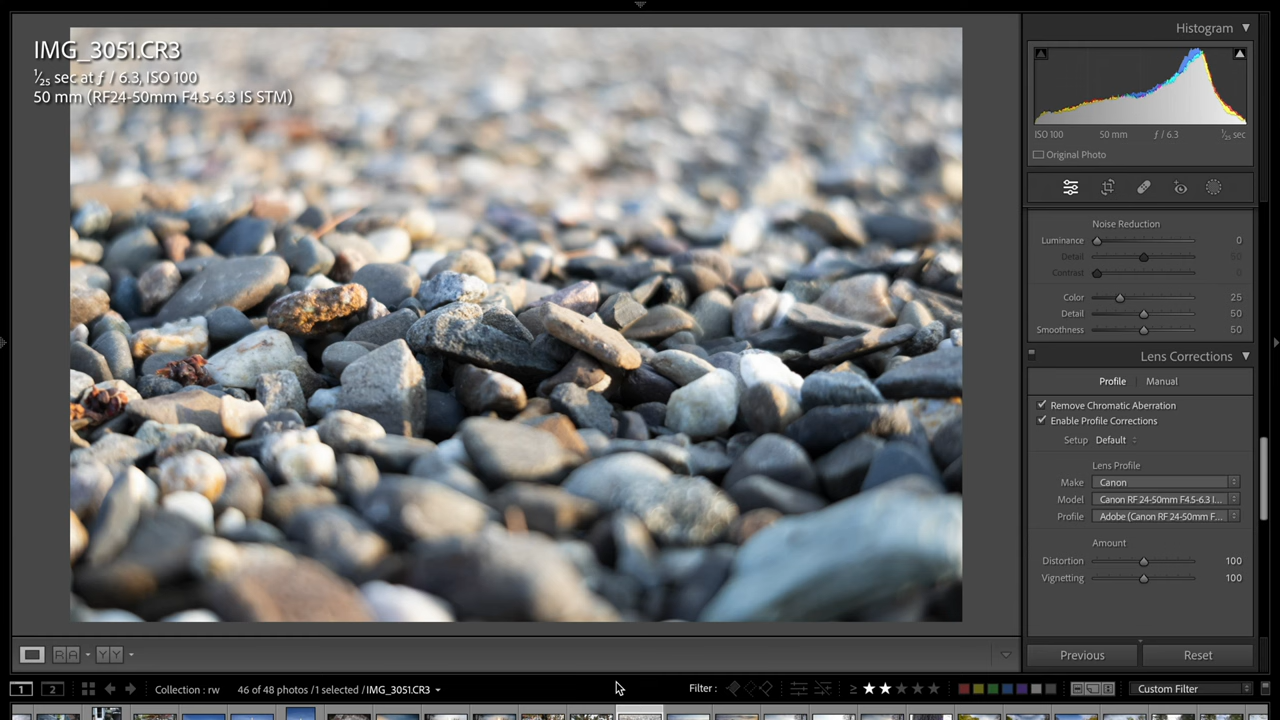 IMG_3051.CR3
1/25 sec at ƒ / 6.3, ISO 100
50 mm (RF24-50mm F4.5-6.3 IS STM)
Histogram
ISO 100 50 mm ƒ / 6.3 1/25 sec
Original Photo
Noise Reduction
Luminance 0
Detail 50
Contrast 0
Color 25
Detail 50
Smoothness 50
Lens Corrections
Profile Manual
Remove Chromatic Aberration
Enable Profile Corrections
Setup Default
Lens Profile
Make Canon
Model Canon RF 24-50mm F4.5-6.3 I...
Profile Adobe (Canon RF 24-50mm F...
Amount
Distortion 100
Vignetting 100
R A Y Y
Previous Reset
1 2 Collection : rw 46 of 48 photos /1 selected / IMG_3051.CR3 Filter : ≥ ★★★★★ Custom Filter